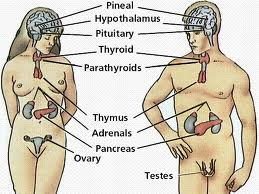 Pineal
Hypothalamus
Pituitary
Thyroid
Parathyroids
Thymus
Adrenals
Pancreas
Ovary
Testes